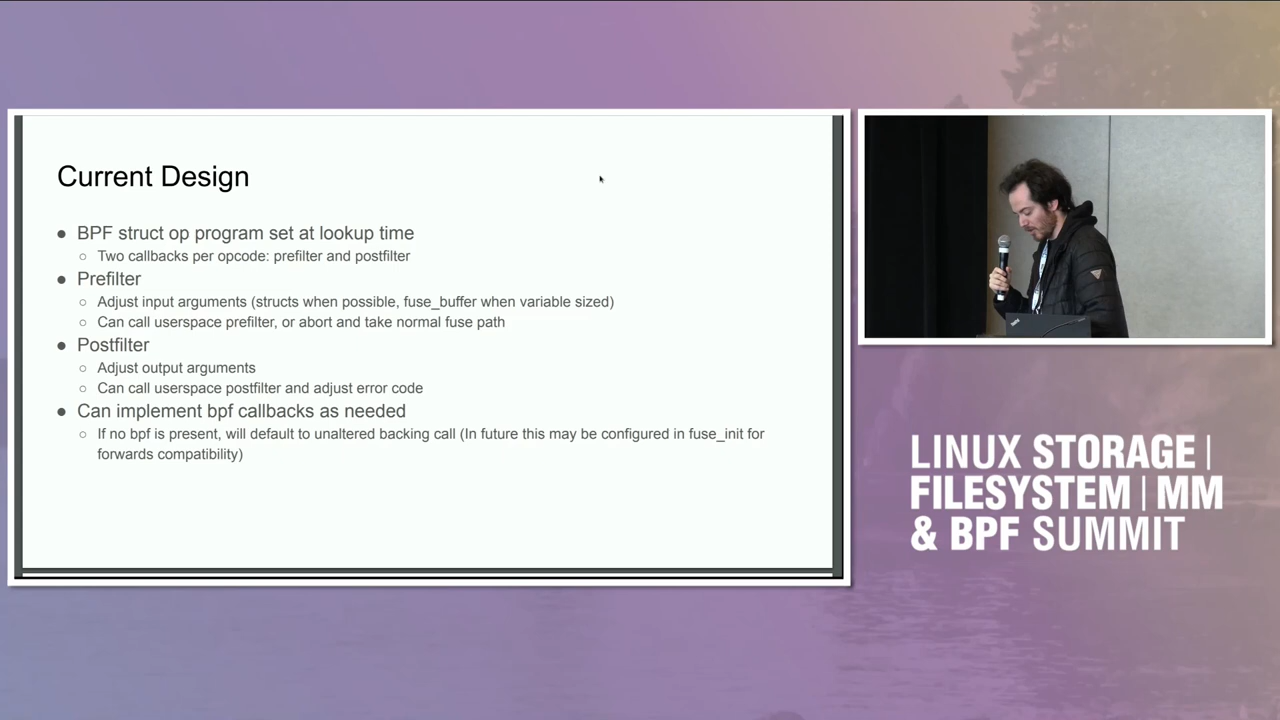 Current Design
● BPF struct op program set at lookup time
○ Two callbacks per opcode: prefilter and postfilter
● Prefilter
○ Adjust input arguments (structs when possible, fuse_buffer when variable sized)
○ Can call userspace prefilter, or abort and take normal fuse path
● Postfilter
○ Adjust output arguments
○ Can call userspace postfilter and adjust error code
● Can implement bpf callbacks as needed
○ If no bpf is present, will default to unaltered backing call (In future this may be configured in fuse_init for
forwards compatibility)
LINUX STORAGE |
FILESYSTEM | MM
& BPF SUMMIT